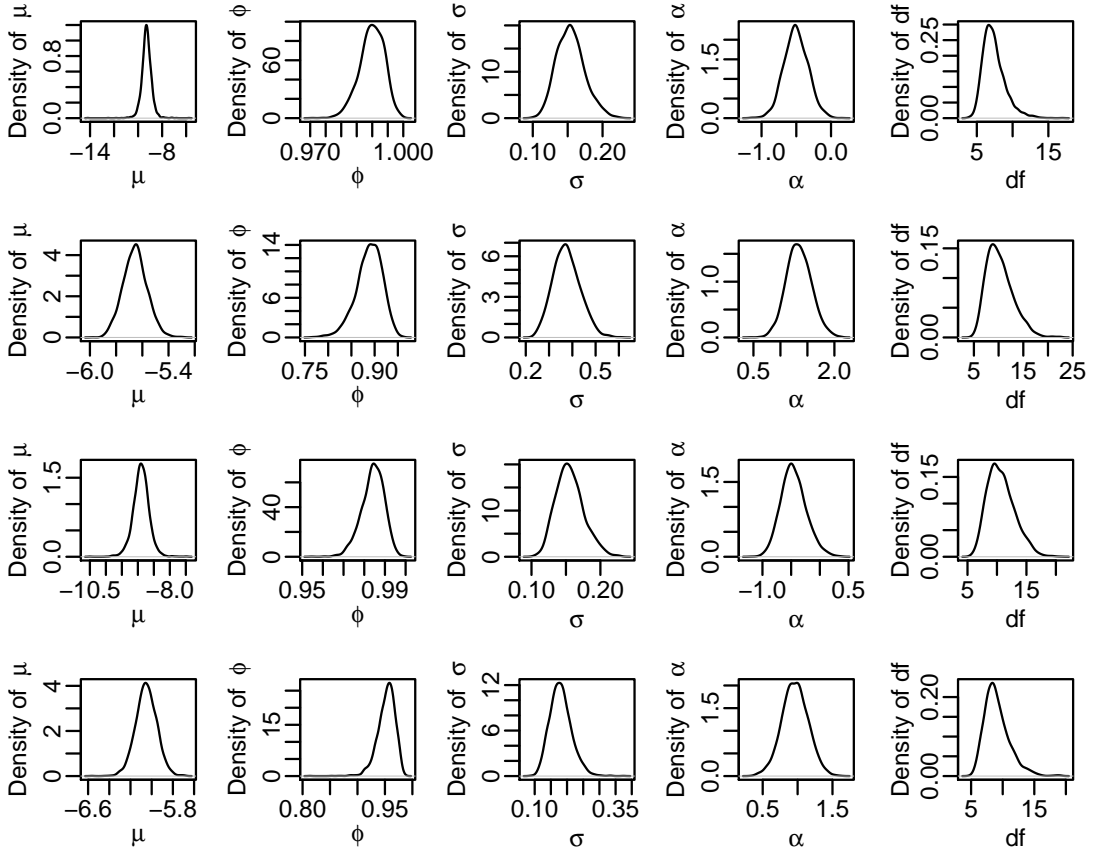 Density of μ
0.0 0.8
−14 −8
μ
Density of ϕ
0 60
0.970 1.000
ϕ
Density of σ
0 10
0.10 0.20
σ
Density of α
0.0 1.5
−1.0 0.0
α
Density of df
0.00 0.25
5 15
df
Density of μ
0 2 4
−6.0 −5.4
μ
Density of ϕ
0 6 14
0.75 0.90
ϕ
Density of σ
0 3 6
0.2 0.5
σ
Density of α
0.0 1.0
0.5 2.0
α
Density of df
0.00 0.15
5 15 25
df
Density of μ
0.0 1.5
−10.5 −8.0
μ
Density of ϕ
0 40
0.95 0.99
ϕ
Density of σ
0 10
0.10 0.20
σ
Density of α
0.0 1.5
−1.0 0.5
α
Density of df
0.00 0.15
5 15
df
Density of μ
0 2 4
−6.6 −5.8
μ
Density of ϕ
0 15
0.80 0.95
ϕ
Density of σ
0 6 12
0.10 0.25 0.40
σ
Density of α
0.0 1.5
0.5 1.5
α
Density of df
0.00 0.20
5 15
df